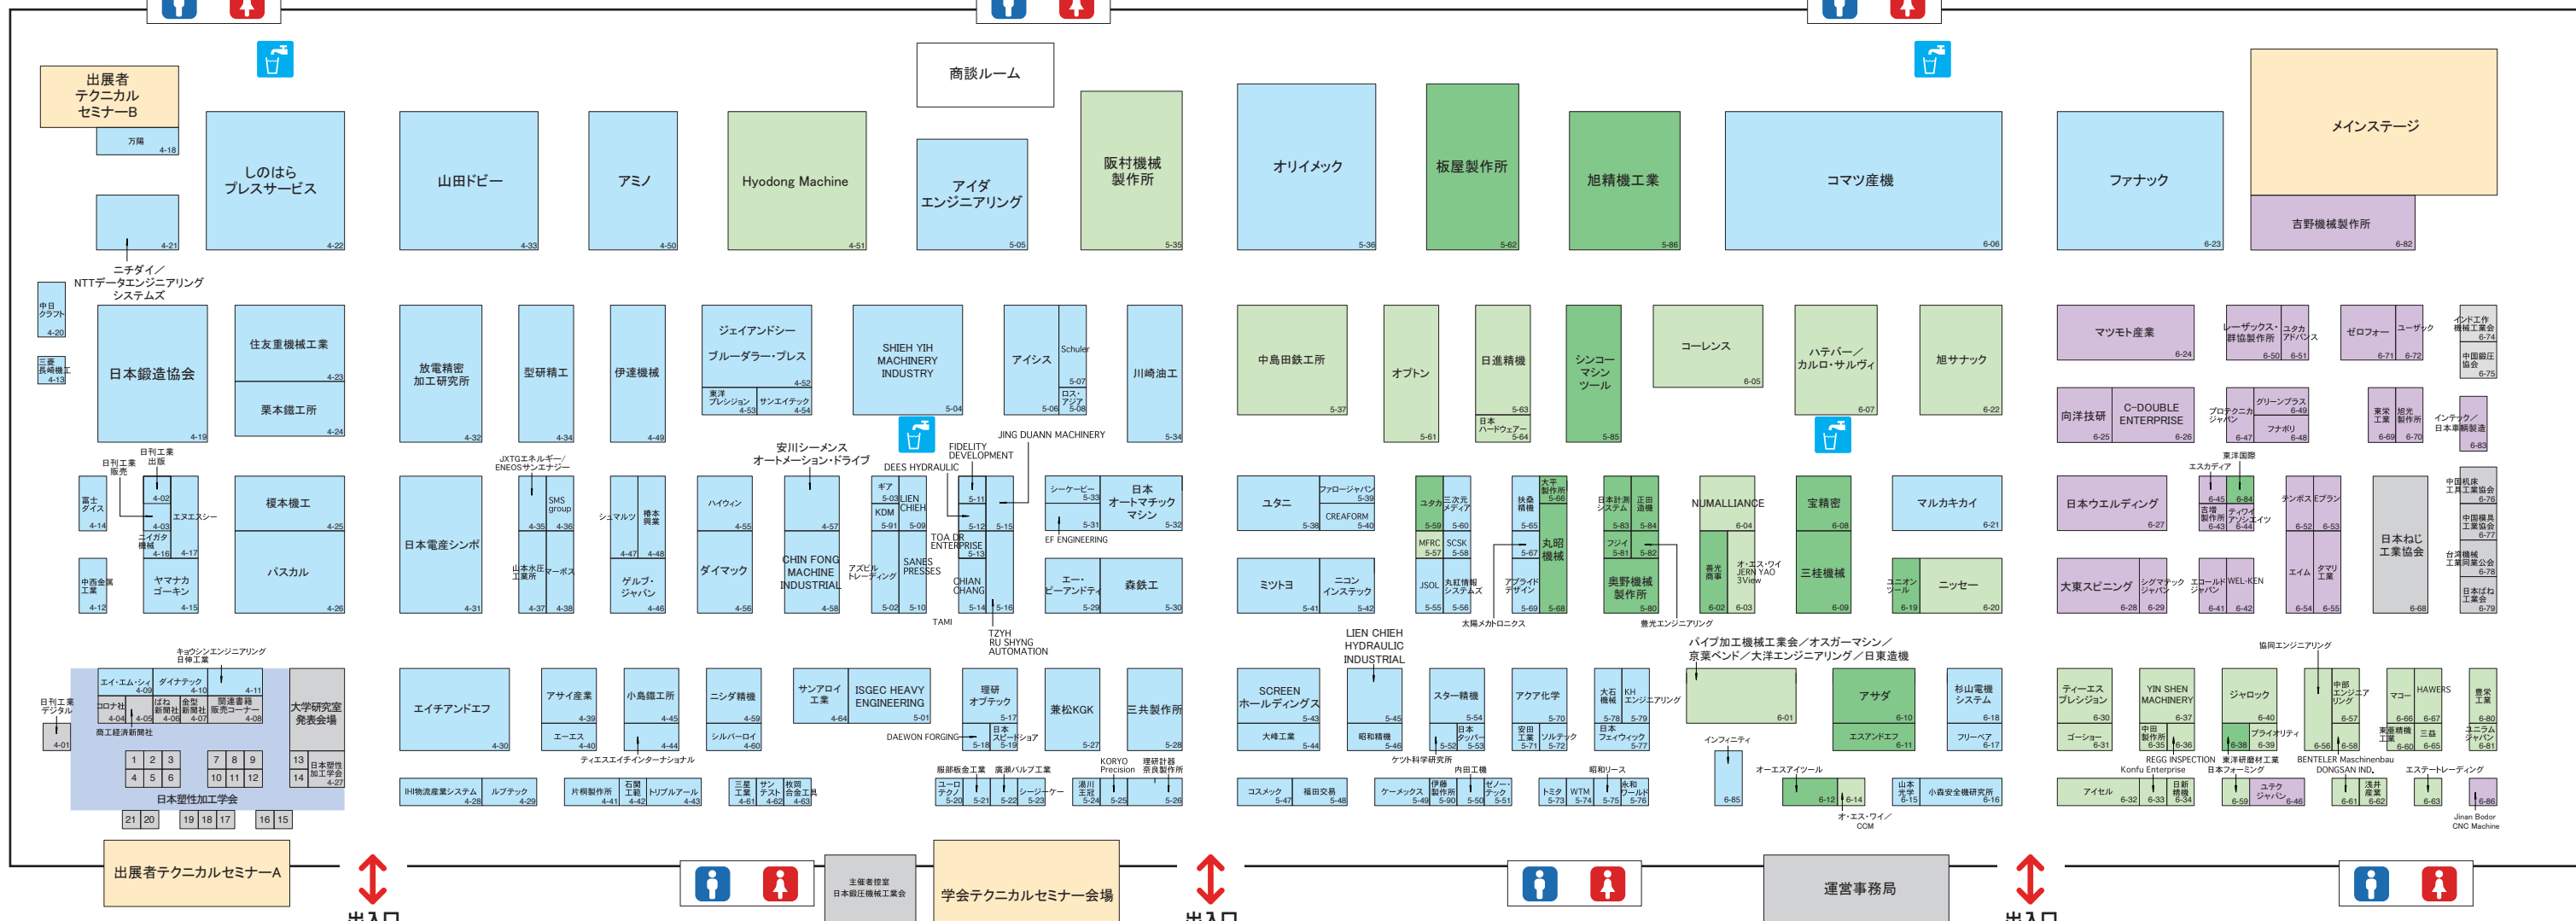 出展者
テクニカル
セミナーB
万陽
4-18
しのはら
プレスサービス
4-22
4-21
ニチダイ／
NTTデータエンジニアリング
システムズ
山田ドビー
4-33
アミノ
4-50
Hyodong Machine
4-51
商談ルーム
アイダ
エンジニアリング
5-05
阪村機械
製作所
5-35
オリイメック
5-36
板屋製作所
5-62
旭精機工業
5-86
コマツ産機
6-06
ファナック
6-23
メインステージ
吉野機械製作所
6-82
中日
クラフト
4-20
三菱
長崎機工
4-13
日本鍛造協会
4-19
住友重機械工業
4-23
栗本鐵工所
4-24
放電精密
加工研究所
4-32
型研精工
4-34
伊達機械
4-49
ジェイアンドシー
ブルーダラー・プレス
4-52
東洋
プレシジョン
4-53
サンエイテック
4-54
SHIEH YIH
MACHINERY
INDUSTRY
5-04
アイシス
5-06
Schuler
5-07
ロス・
アジア
5-08
川崎油工
5-34
中島田鉄工所
5-37
オプトン
5-61
日進精機
5-63
日本
ハードウェアー
5-64
シンコー
マシン
ツール
5-85
コーレンス
6-05
ハテバー／
カルロ・サルヴィ
6-07
旭サナック
6-22
マツモト産業
6-24
レーザックス・
群協製作所
6-50
ユタカ
アドバンス
6-51
ゼロフォー
6-71
ユーザック
6-72
インド工作
機械工業会
6-74
中国鍛圧
協会
6-75
向洋技研
6-25
C-DOUBLE
ENTERPRISE
6-26
プロテクニカ
ジャパン
6-47
グリーンプラス
6-49
フナボリ
6-48
東栄
工業
6-69
旭光
製作所
6-70
インテック／
日本車輌製造
6-83
日刊工業
出版
日刊工業
販売
冨士
ダイス
4-14
4-02
4-03
エヌエスシー
4-17
ニイガタ
機械
4-16
中西金属
工業
4-12
ヤマナカ
ゴーキン
4-15
榎本機工
4-25
パスカル
4-26
日本電産シンポ
4-31
JXTGエネルギー／
ENEOSサンエナジー
4-35
SMS
group
4-36
山本水圧
工業所
4-37
マーポス
4-38
シュマルツ
4-47
椿本
興業
4-48
ゲルブ・
ジャパン
4-46
ハイウィン
4-55
ダイマック
4-56
安川シーメンス
オートメーション・ドライブ
4-57
CHIN FONG
MACHINE
INDUSTRIAL
4-58
ギア
5-03
KDM
5-91
LIEN
CHIEH
5-09
アズビル
トレーディング
5-02
SANES
PRESSES
5-10
TAMI
DEES HYDRAULIC
FIDELITY
DEVELOPMENT
JING DUANN MACHINERY
5-11
5-12
5-15
TOA DR
ENTERPRISE
5-13
CHIAN
CHANG
5-14
5-16
TZYH
RU SHYNG
AUTOMATION
シーケービー
5-33
5-31
EF ENGINEERING
日本
オートマチック
マシン
5-32
エー・
ビーアンドティ
5-29
森鉄工
5-30
ユタニ
5-38
ファロージャパン
5-39
CREAFORM
5-40
ミツトヨ
5-41
ニコン
インステック
5-42
ユタカ
5-59
三次元
メディア
5-60
MFRC
5-57
SCSK
5-58
JSOL
5-55
丸紅情報
システムズ
5-56
扶桑
精機
5-65
大平
製作所
5-66
5-67
丸昭
機械
5-68
アプライド
デザイン
5-69
太陽メカトロニクス
日本計測
システム
5-83
正田
造機
5-84
フジイ
5-81
5-82
奥野機械
製作所
5-80
豊光エンジニアリング
NUMALLIANCE
6-04
善光
商事
6-02
オ・エス・ワイ/
JERN YAO
3View
6-03
宝精密
6-08
三桂機械
6-09
マルカキカイ
6-21
ユニオン
ツール
6-19
ニッセー
6-20
日本ウエルディング
6-27
大東スピニング
6-28
シグマテック
ジャパン
6-29
エスカディア
東洋国際
6-45
6-84
吉増
製作所
6-43
ティワイ
アソシエイツ
6-44
エコールド
ジャパン
6-41
WEL-KEN
6-42
テンポス
6-52
Eプラン
6-53
エイム
6-54
タマリ
工業
6-55
日本ねじ
工業協会
6-68
中国机床
工具工業協会
6-76
中国模具
工業協会
6-77
台湾機械
工業同業公会
6-78
日本ばね
工業会
6-79
キョウシンエンジニアリング
日伸工業
エイ・エム・シィ
4-09
ダイナテック
4-10
4-11
コロナ社
4-04
4-05
ばね
新聞社
4-06
金型
新聞社
4-07
関連書籍
販売コーナー
4-08
商工経済新聞社
日刊工業
デジタル
4-01
大学研究室
発表会場
1 2 3
4 5 6
7 8 9
10 11 12
13
14
日本塑性
加工学会
4-27
日本塑性加工学会
21 20
19 18 17
16 15
エイチアンドエフ
4-30
アサイ産業
4-39
エーエス
4-40
小島鐵工所
4-45
4-44
ティエスエイチインターナショナル
ニシダ精機
4-59
シルバーロイ
4-60
サンアロイ
工業
4-64
ISGEC HEAVY
ENGINEERING
5-01
理研
オプテック
5-17
DAEWON FORGING
5-18
日本
スピードショア
5-19
兼松KGK
5-27
三共製作所
5-28
IHI物流産業システム
4-28
ルブテック
4-29
片桐製作所
4-41
石関
工範
4-42
トリプルアール
4-43
三星
工業
4-61
サン
テスト
4-62
牧岡
合金工具
4-63
服部板金工業
廣瀬バルブ工業
ユーロ
テクノ
5-20
5-21
5-22
シージーケー
5-23
KORYO
Precision
理研計器
奈良製作所
湯川
王冠
5-24
5-25
5-26
SCREEN
ホールディングス
5-43
大峰工業
5-44
LIEN CHIEH
HYDRAULIC
INDUSTRIAL
5-45
昭和精機
5-46
スター精機
5-54
5-52
日本
タッパー
5-53
ケツト科学研究所
アクア化学
5-70
安田
工業
5-71
ソルテック
5-72
大石
機械
5-78
KH
エンジニアリング
5-79
日本
フェィウィック
5-77
コスメック
5-47
福田交易
5-48
ケーメックス
5-49
伊藤
製作所
5-90
内田工機
5-50
ゼノー・
テック
5-51
トミタ
5-73
WTM
5-74
昭和リース
5-75
永和
ワールド
5-76
パイプ加工機械工業会／オスガーマシン／
京葉ベンド／大洋エンジニアリング／日東造機
6-01
インフィニティ
6-85
アサダ
6-10
エスアンドエフ
6-11
オーエスアイツール
6-12
6-14
オ・エス・ワイ／
CCM
杉山電機
システム
6-18
フリーベア
6-17
山本
光学
6-15
小森安全機研究所
6-16
ティーエス
プレシジョン
6-30
ゴーショー
6-31
YIN SHEN
MACHINERY
6-37
中田
製作所
6-35
6-36
REGG INSPECTION
Konfu Enterprise
アイセル
6-32
6-33
日新
精機
6-34
ジャロック
6-40
6-38
プライオリティ
6-39
東洋研磨材工業
日本フォーミング
6-59
ユテク
ジャパン
6-46
協同エンジニアリング
6-56
中部
エンジニア
リング
6-57
6-58
BENTELER Maschinenbau
DONGSAN IND.
6-61
浅井
産業
6-62
マコー
6-66
HAWERS
6-67
東亜精機
工業
6-60
三益
6-65
エステートレーディング
6-63
豊栄
工業
6-80
ユニラム
ジャパン
6-81
6-86
Jinan Bodor
CNC Machine
出展者テクニカルセミナーA
出入口
主催者控室
日本鍛圧機械工業会
学会テクニカルセミナー会場
出入口
運営事務局
出入口